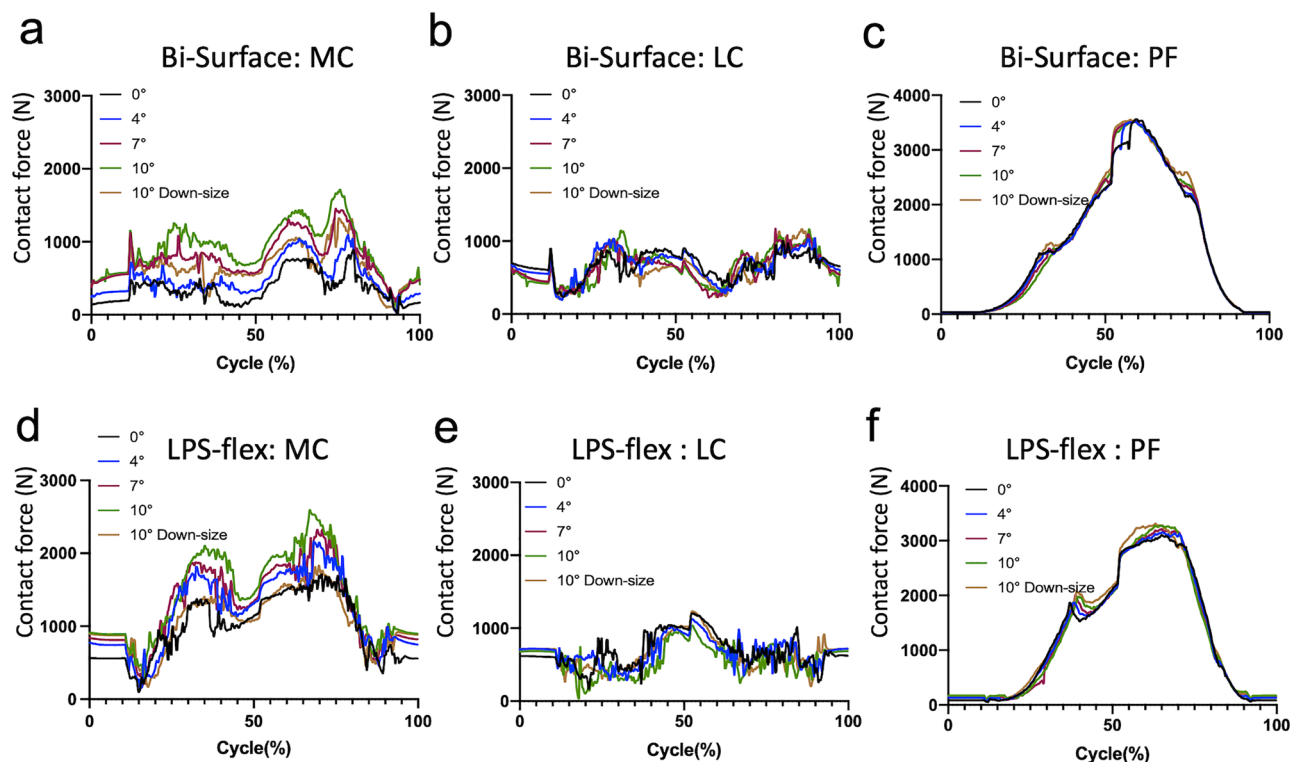 a
Bi-Surface: MC
Contact force (N)
3000
2000
1000
0
0°
4°
7°
10°
10° Down-size
0
50
100
Cycle (%)
b
Bi-Surface: LC
Contact force (N)
3000
2000
1000
0
0°
4°
7°
10°
10° Down-size
0
50
100
Cycle (%)
c
Bi-Surface: PF
Contact force (N)
4000
3000
2000
1000
0
0°
4°
7°
10°
10° Down-size
0
50
100
Cycle (%)
d
LPS-flex: MC
Contact force (N)
3000
2000
1000
0
0°
4°
7°
10°
10° Down-size
0
50
100
Cycle(%)
e
LPS-flex : LC
Contact force (N)
3000
2000
1000
0
0°
4°
7°
10°
10° Down-size
0
50
100
Cycle(%)
f
LPS-flex : PF
Contact force (N)
4000
3000
2000
1000
0
0°
4°
7°
10°
10° Down-size
0
50
100
Cycle(%)